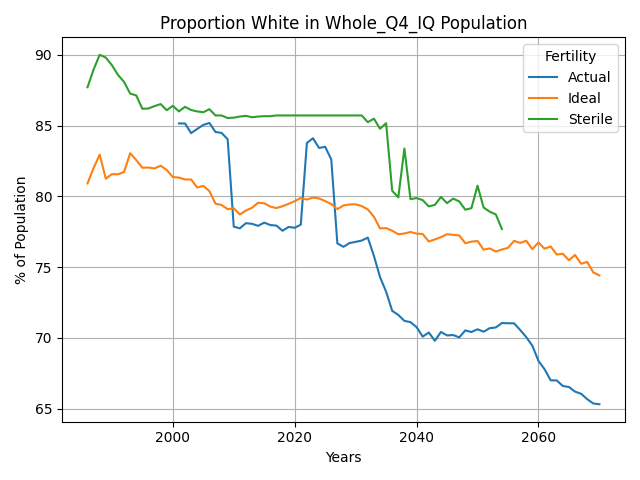 Proportion White in Whole_Q4_IQ Population
Fertility
Actual
Ideal
Sterile
90
85
80
75
70
65
% of Population
2000
2020
2040
2060
Years